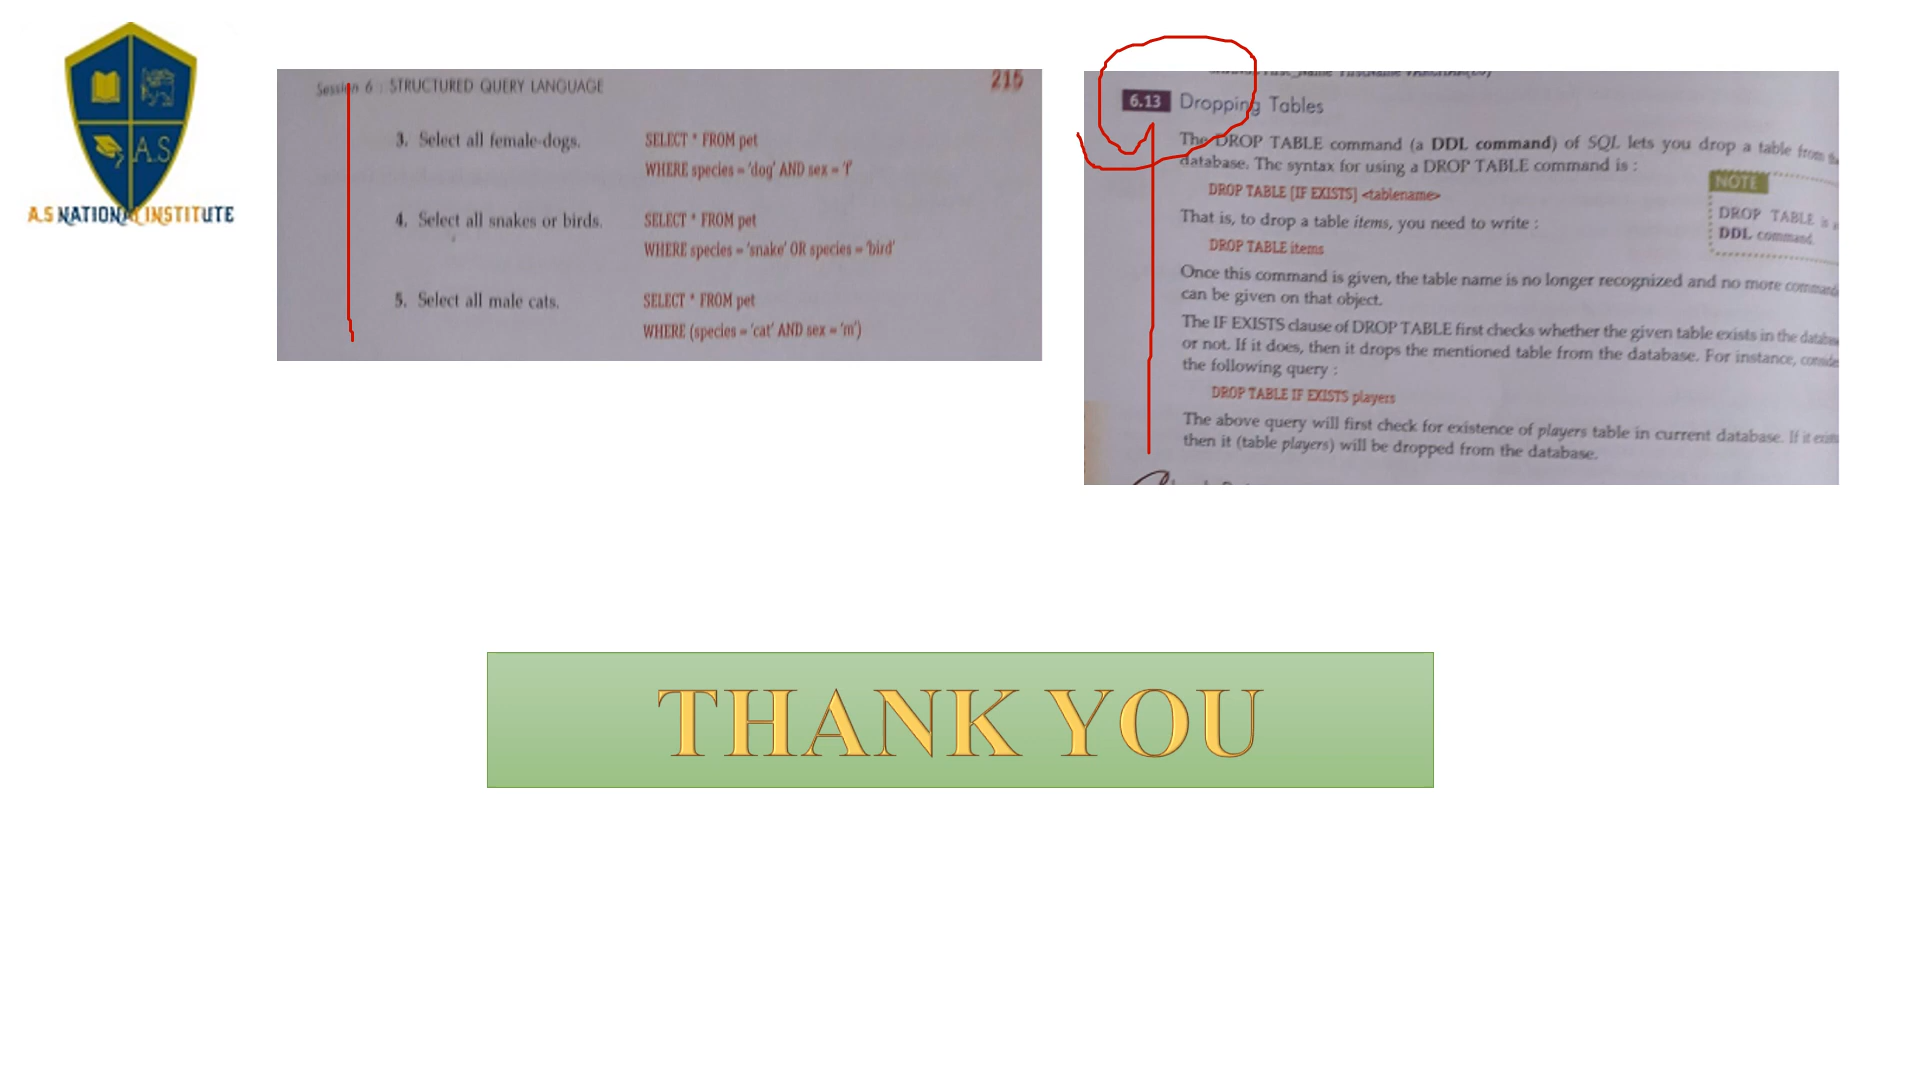 A.S
A.S NATIONAL INSTITUTE
Session 6 : STRUCTURED QUERY LANGUAGE
215
3. Select all female dogs. SELECT * FROM pet
WHERE species = 'dog' AND sex = 'f'
4. Select all snakes or birds. SELECT * FROM pet
WHERE species = 'snake' OR species = 'bird'
5. Select all male cats. SELECT * FROM pet
WHERE (species = 'cat' AND sex = 'm')
6.13 Dropping Tables
The DROP TABLE command (a DDL command) of SQL lets you drop a table from
database. The syntax for using a DROP TABLE command is :
DROP TABLE [IF EXISTS] <tablename>
That is, to drop a table items, you need to write :
DROP TABLE items
NOTE
DROP TABLE is
DDL command.
Once this command is given, the table name is no longer recognized and no more
can be given on that object.
The IF EXISTS clause of DROP TABLE first checks whether the given table exists in the
or not. If it does, then it drops the mentioned table from the database. For instance,
the following query :
DROP TABLE IF EXISTS players
The above query will first check for existence of players table in current database. If it
then it (table players) will be dropped from the database.
THANK YOU